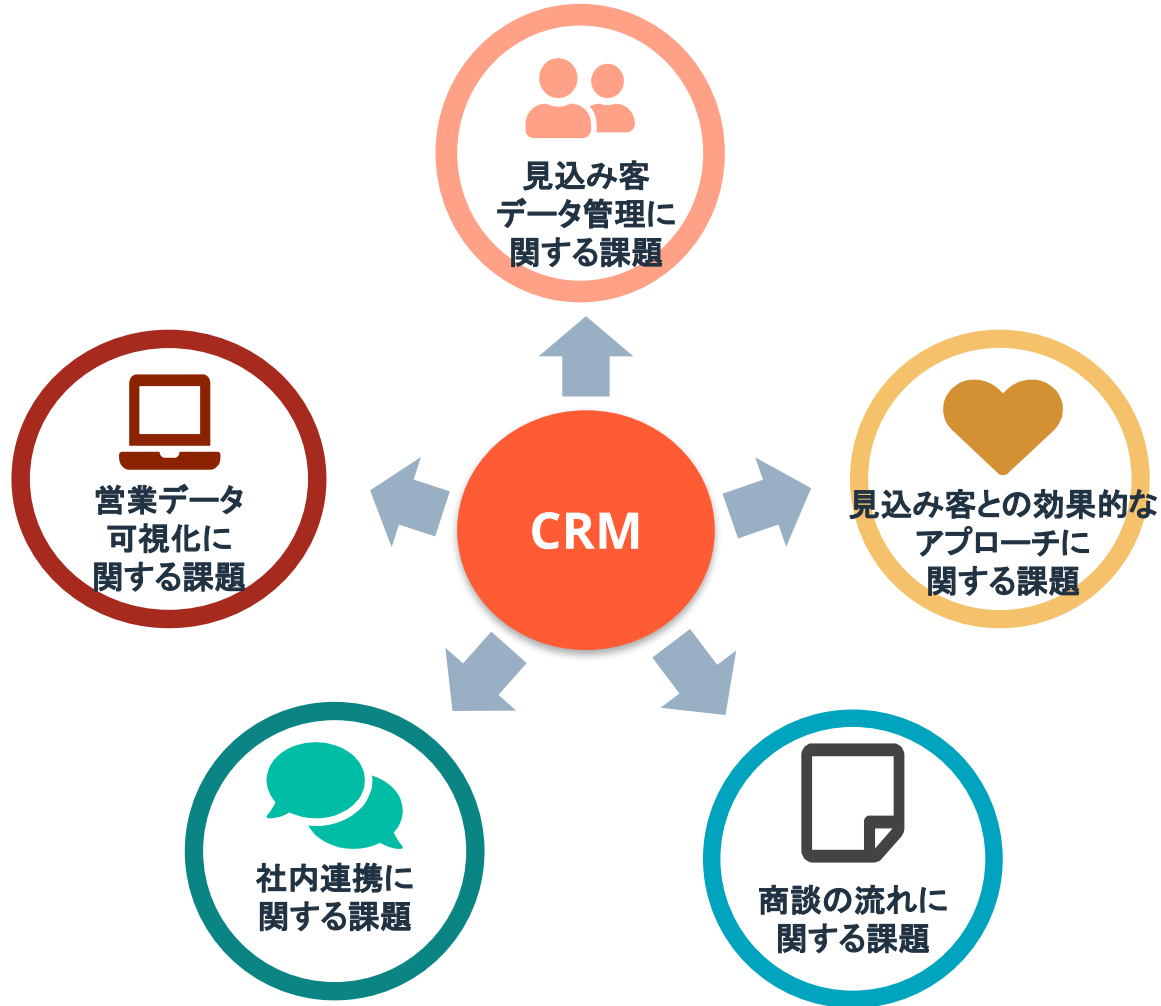 見込み客
データ管理に
関する課題
営業データ
可視化に
関する課題
見込み客との効果的な
アプローチに
関する課題
CRM
社内連携に
関する課題
商談の流れに
関する課題